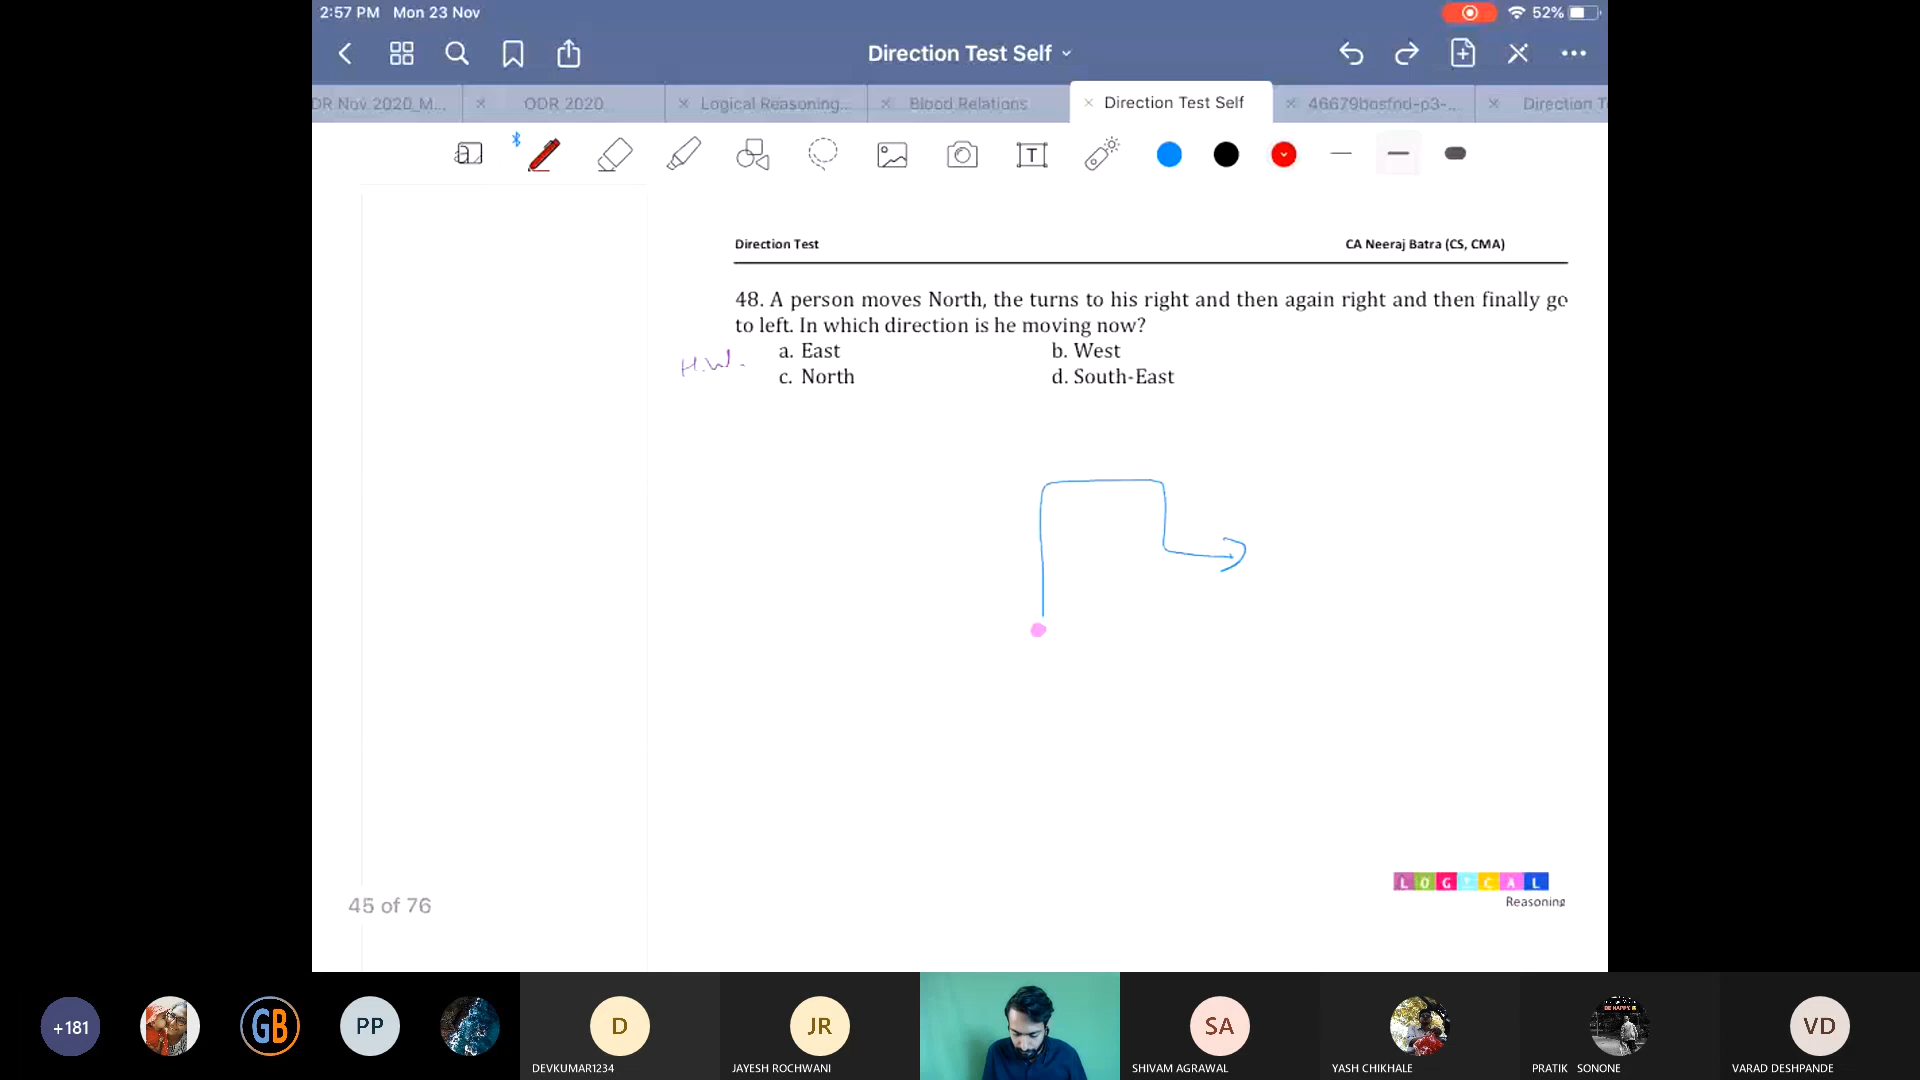 2:57 PM Mon 23 Nov
52%
Direction Test Self
DR Nov 2020_M...
ODR 2020
Logical Reasoning...
Blood Relations
Direction Test Self
46679bosfnd-p3-...
Direction T
a
T
Direction Test
CA Neeraj Batra (CS, CMA)
48. A person moves North, the turns to his right and then again right and then finally go
to left. In which direction is he moving now?
H.W.
a. East
b. West
c. North
d. South-East
LOGICAL
Reasoning
45 of 76
+181
GB
PP
D
JR
SA
VD
DEVKUMAR1234
JAYESH ROCHWANI
SHIVAM AGRAWAL
YASH CHIKHALE
PRATIK SONONE
VARAD DESHPANDE